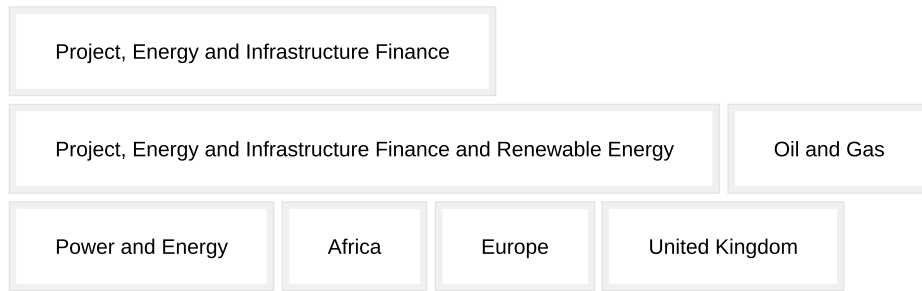 Project, Energy and Infrastructure Finance
Project, Energy and Infrastructure Finance and Renewable Energy Oil and Gas
Power and Energy Africa Europe United Kingdom